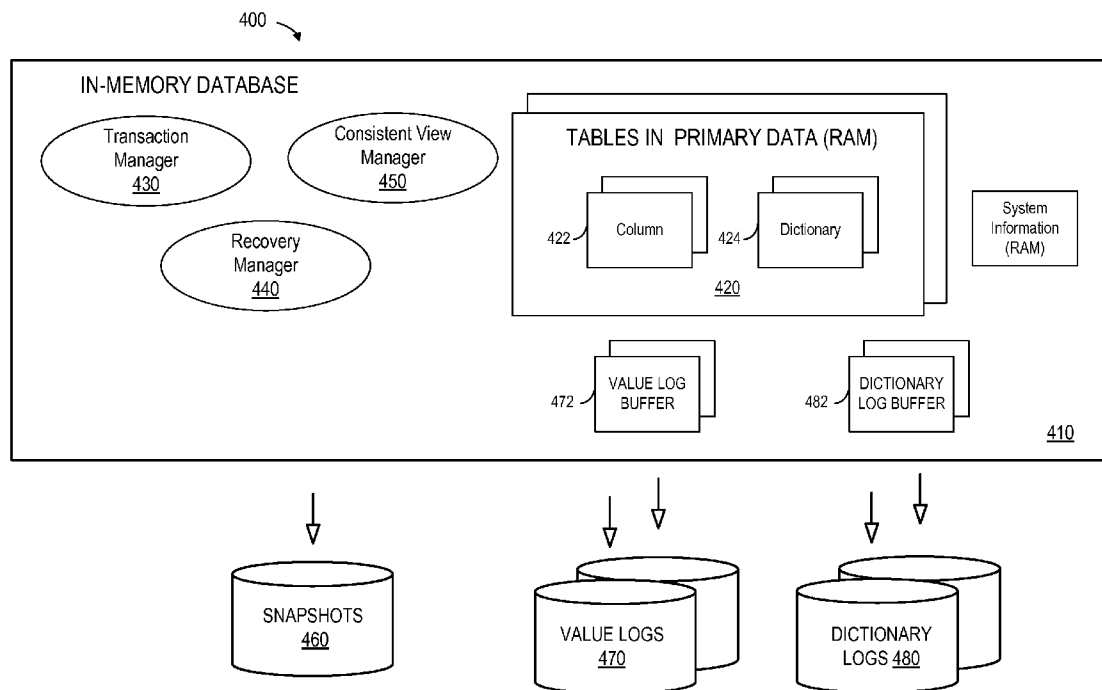 400
IN-MEMORY DATABASE
Transaction
Manager
430
Consistent View
Manager
450
Recovery
Manager
440
TABLES IN PRIMARY DATA (RAM)
422
Column
424
Dictionary
420
System
Information
(RAM)
472
VALUE LOG
BUFFER
482
DICTIONARY
LOG BUFFER
410
SNAPSHOTS
460
VALUE LOGS
470
DICTIONARY
LOGS 480